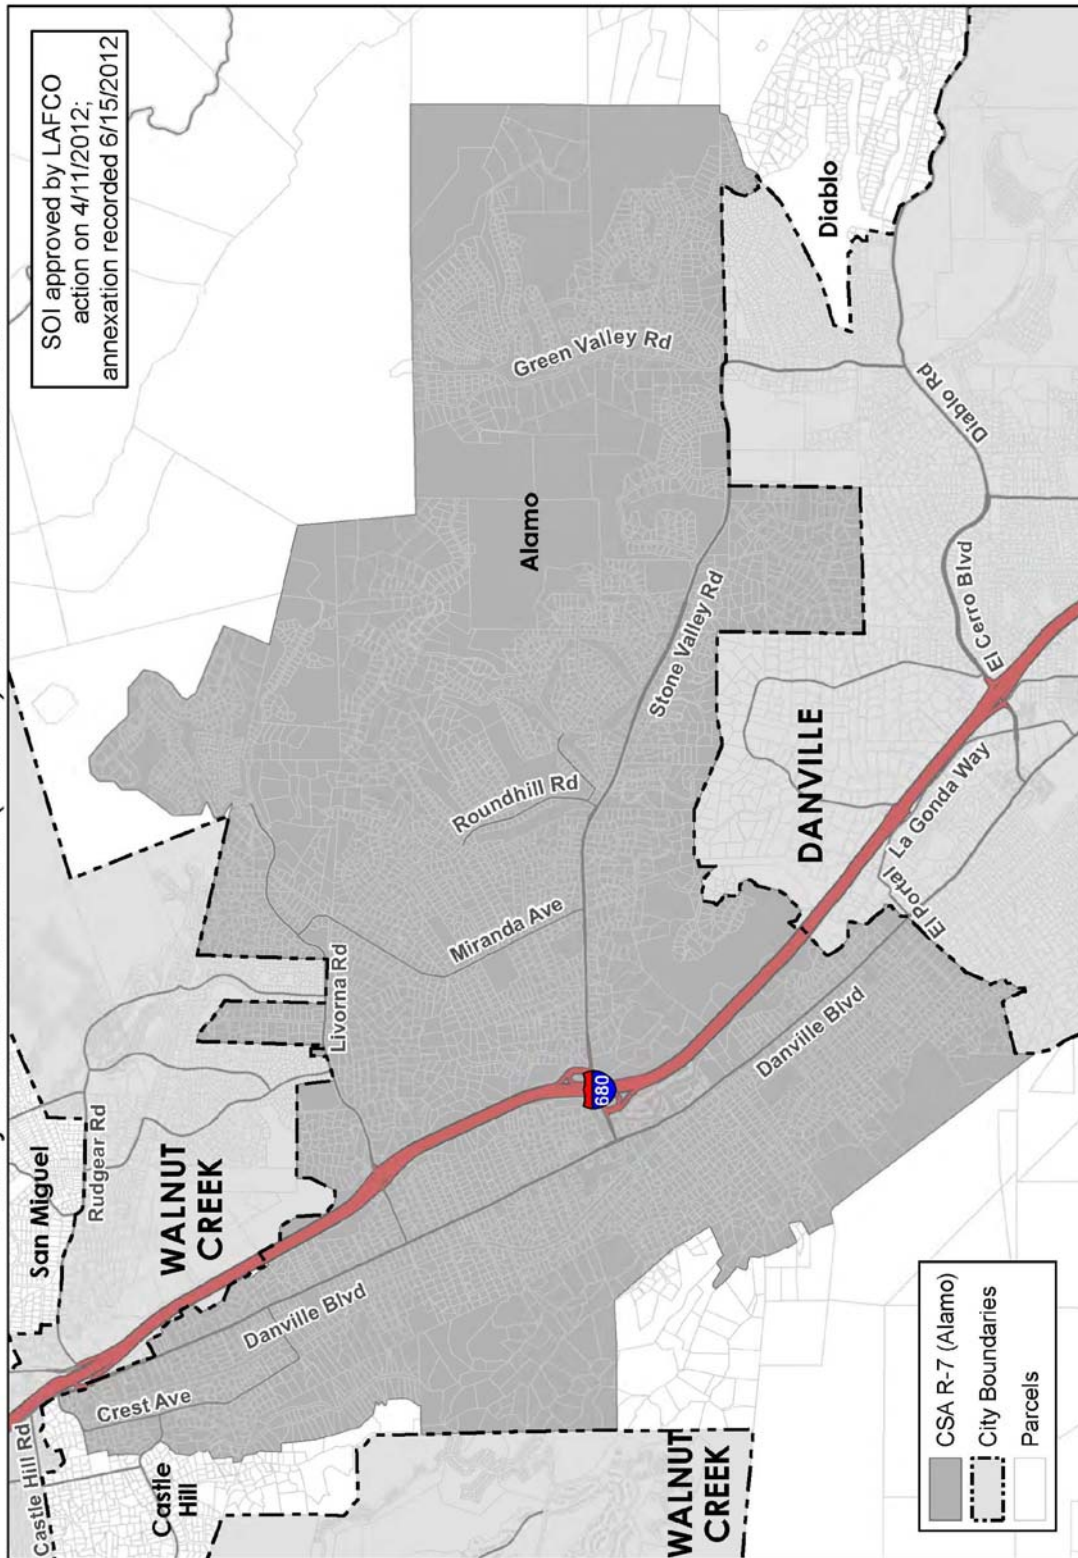 Castle Hill Rd
San Miguel
SOI approved by LAFCO
action on 4/11/2012;
annexation recorded 6/15/2012
Rudgear Rd
Castle
Hill
Crest Ave
WALNUT
CREEK
Danville Blvd
Livorna Rd
Miranda Ave
Roundhill Rd
Alamo
Green Valley Rd
680
Stone Valley Rd
WALNUT
CREEK
Danville Blvd
DANVILLE
Diablo
El Portal
La Gonda Way
El Cerro Blvd
Diablo Rd
CSA R-7 (Alamo)
City Boundaries
Parcels